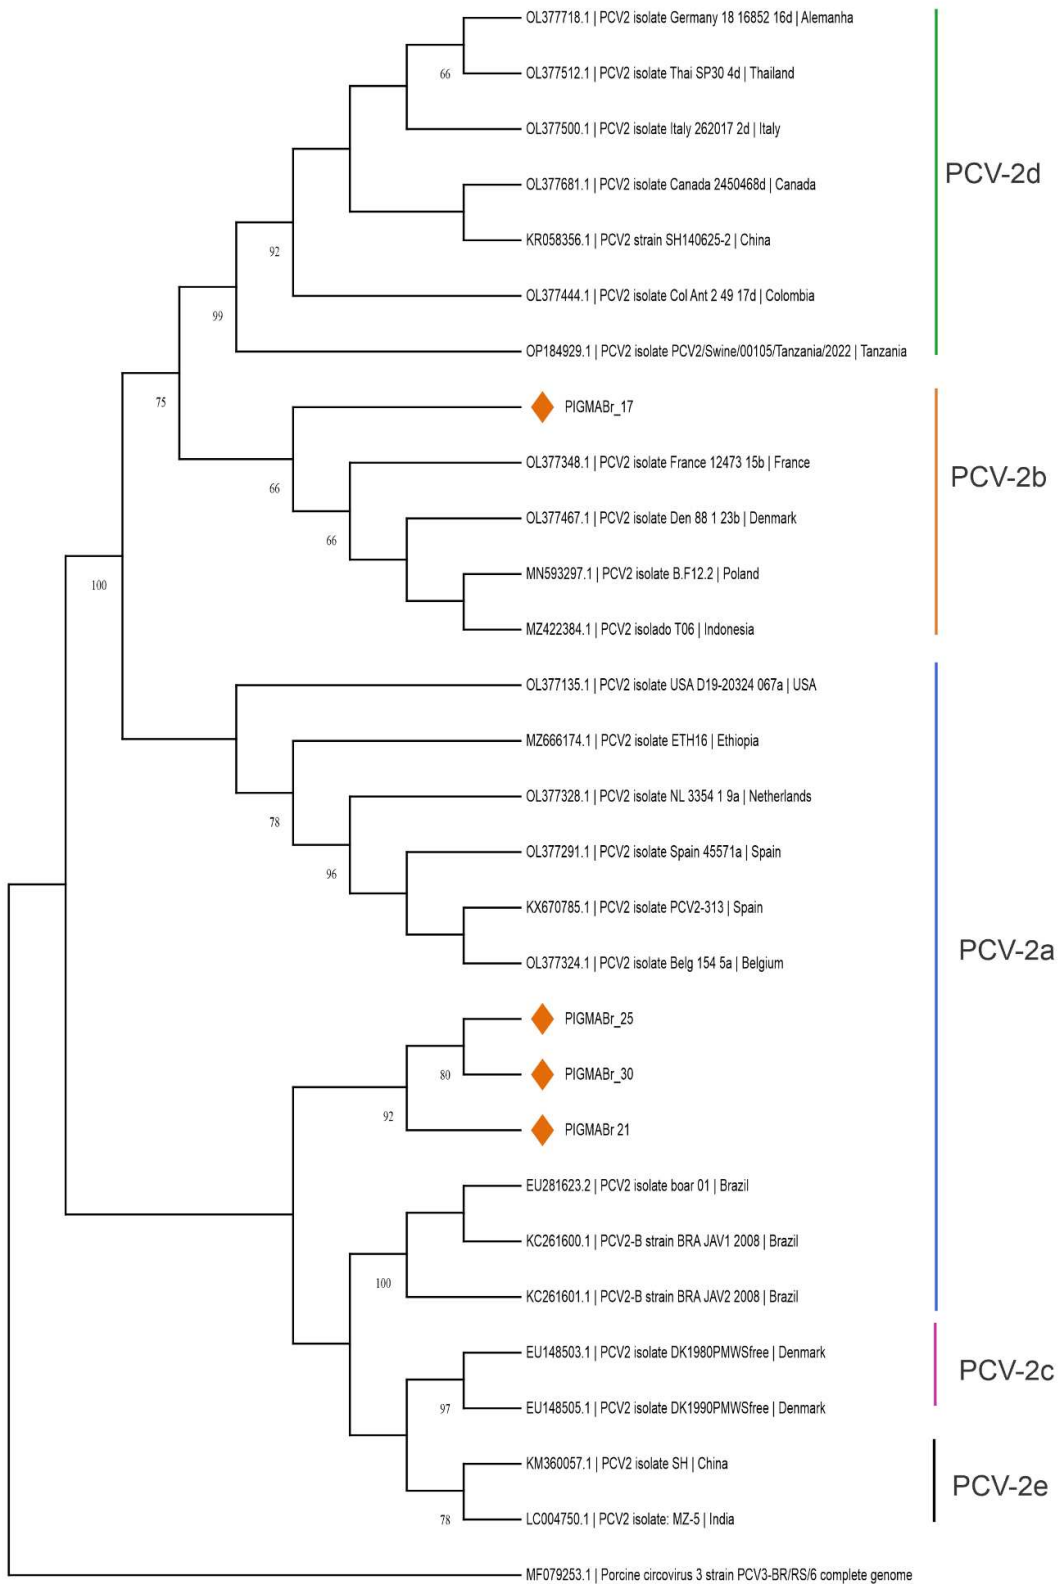 OL377718.1 | PCV2 isolate Germany 18 16852 16d | Alemanha
66
OL377512.1 | PCV2 isolate Thai SP30 4d | Thailand
OL377500.1 | PCV2 isolate Italy 262017 2d | Italy
PCV-2d
OL377681.1 | PCV2 isolate Canada 2450468d | Canada
KR058356.1 | PCV2 strain SH140625-2 | China
92
OL377444.1 | PCV2 isolate Col Ant 2 49 17d | Colombia
99
OP184929.1 | PCV2 isolate PCV2/Swine/00105/Tanzania/2022 | Tanzania
75
PIGMABr_17
OL377348.1 | PCV2 isolate France 12473 15b | France
PCV-2b
66
OL377467.1 | PCV2 isolate Den 88 1 23b | Denmark
66
MN593297.1 | PCV2 isolate B.F12.2 | Poland
100
MZ422384.1 | PCV2 isolado T06 | Indonesia
OL377135.1 | PCV2 isolate USA D19-20324 067a | USA
MZ666174.1 | PCV2 isolate ETH16 | Ethiopia
OL377328.1 | PCV2 isolate NL 3354 1 9a | Netherlands
78
OL377291.1 | PCV2 isolate Spain 45571a | Spain
96
KX670785.1 | PCV2 isolate PCV2-313 | Spain
PCV-2a
OL377324.1 | PCV2 isolate Belg 154 5a | Belgium
PIGMABr_25
80
PIGMABr_30
92
PIGMABr 21
EU281623.2 | PCV2 isolate boar 01 | Brazil
KC261600.1 | PCV2-B strain BRA JAV1 2008 | Brazil
100
KC261601.1 | PCV2-B strain BRA JAV2 2008 | Brazil
EU148503.1 | PCV2 isolate DK1980PMWSfree | Denmark
PCV-2c
97
EU148505.1 | PCV2 isolate DK1990PMWSfree | Denmark
KM360057.1 | PCV2 isolate SH | China
PCV-2e
78
LC004750.1 | PCV2 isolate: MZ-5 | India
MF079253.1 | Porcine circovirus 3 strain PCV3-BR/RS/6 complete genome